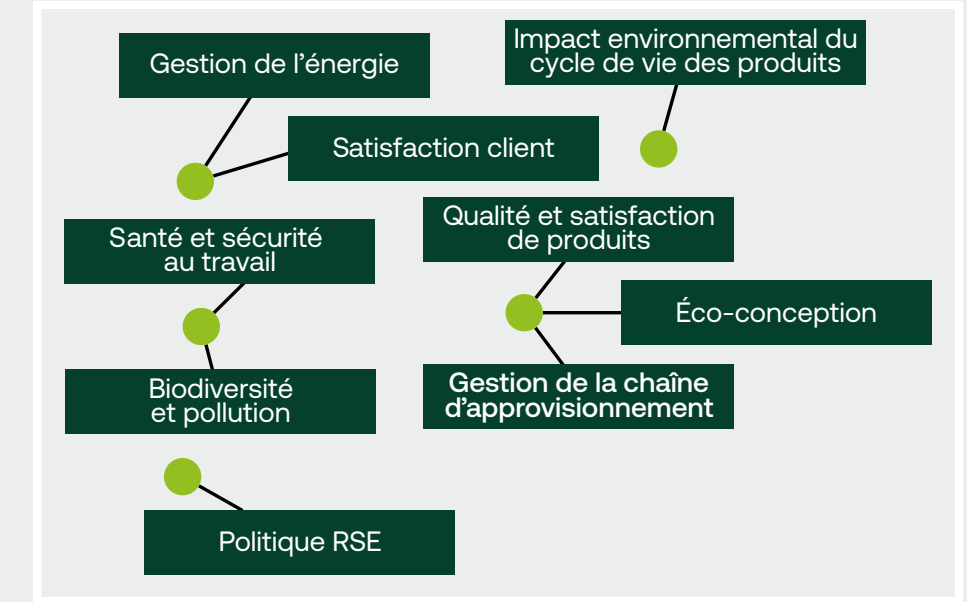 Gestion de l’énergie
Impact environnemental du
cycle de vie des produits
Satisfaction client
Santé et sécurité
au travail
Qualité et satisfaction
de produits
Éco-conception
Biodiversité
et pollution
Gestion de la chaîne
d’approvisionnement
Politique RSE